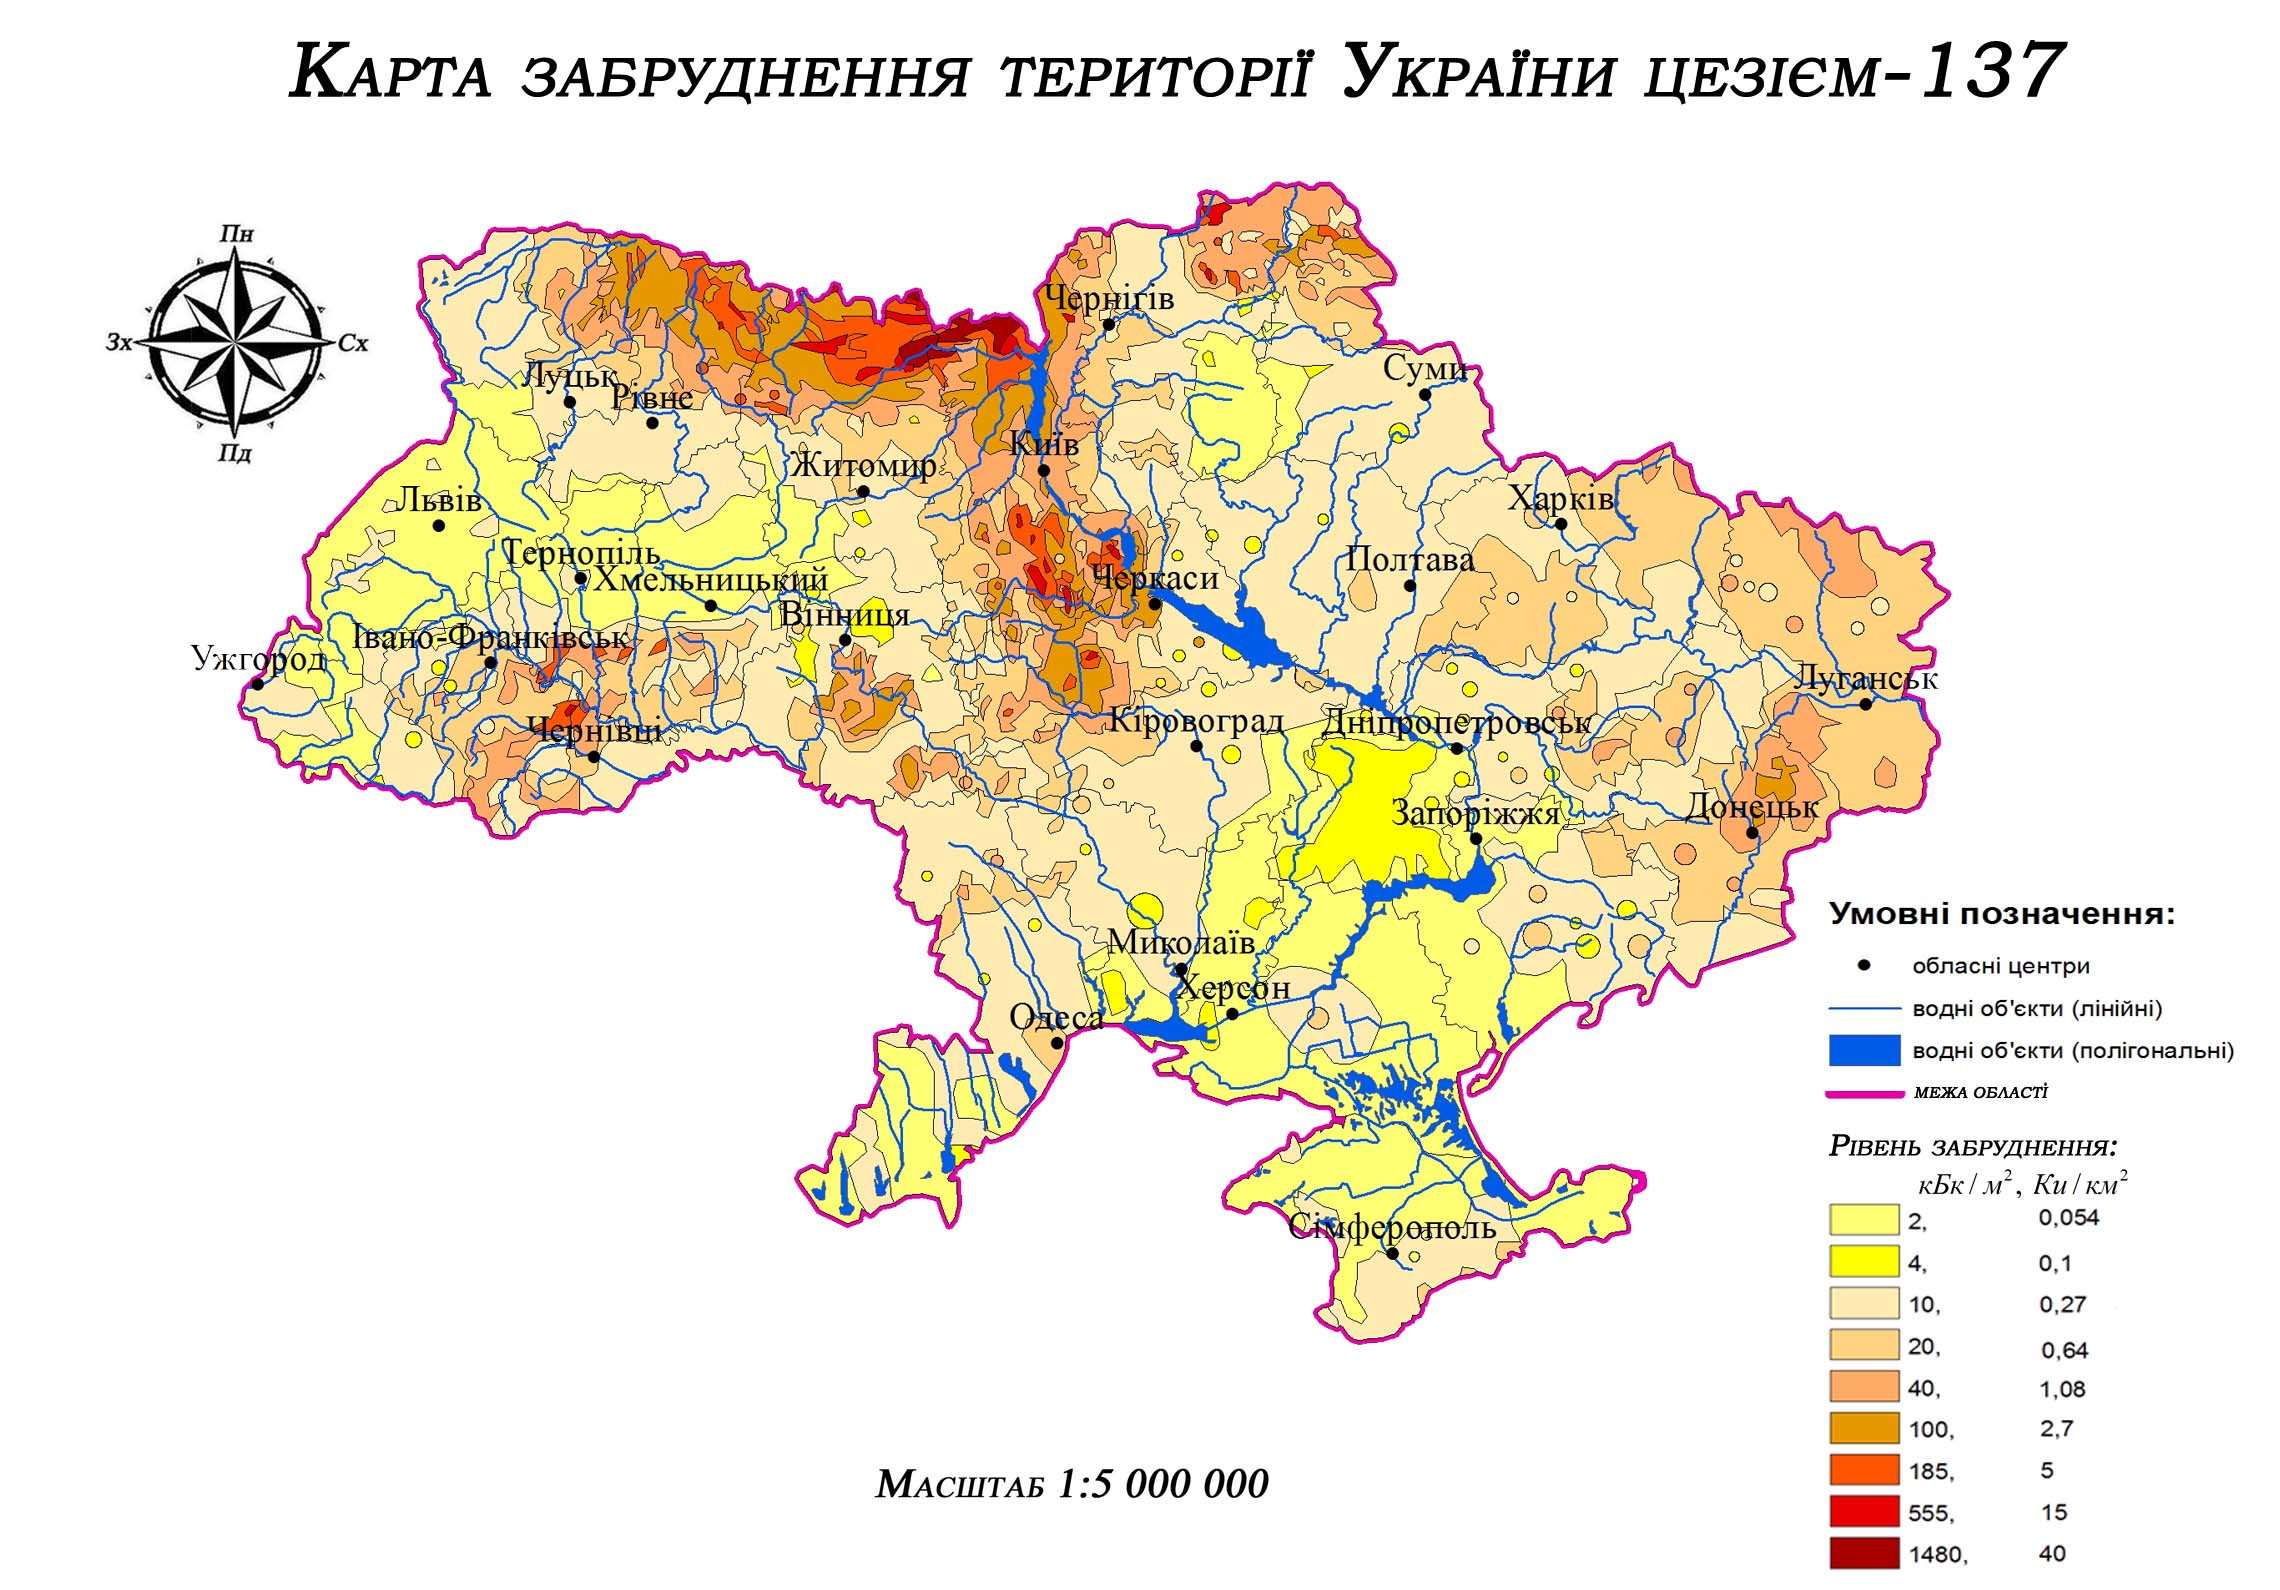 Карта забруднення території України цезієм-137
Пн
Зх
Сх
Пд
Чернігів
Луцьк
Рівне
Суми
Київ
Житомир
Львів
Харків
Тернопіль
Хмельницький
Черкаси
Полтава
Вінниця
Івано-Франківськ
Ужгород
Луганськ
Чернівці
Кіровоград
Дніпропетровськ
Запоріжжя
Донецьк
Миколаїв
Херсон
Одеса
Сімферополь
Умовні позначення:
обласні центри
водні об'єкти (лінійні)
водні об'єкти (полігональні)
межа області
Рівень забруднення:
кБк / м², Ки / км²
2, 0,054
4, 0,1
10, 0,27
20, 0,64
40, 1,08
100, 2,7
185, 5
555, 15
1480, 40
Масштаб 1:5 000 000